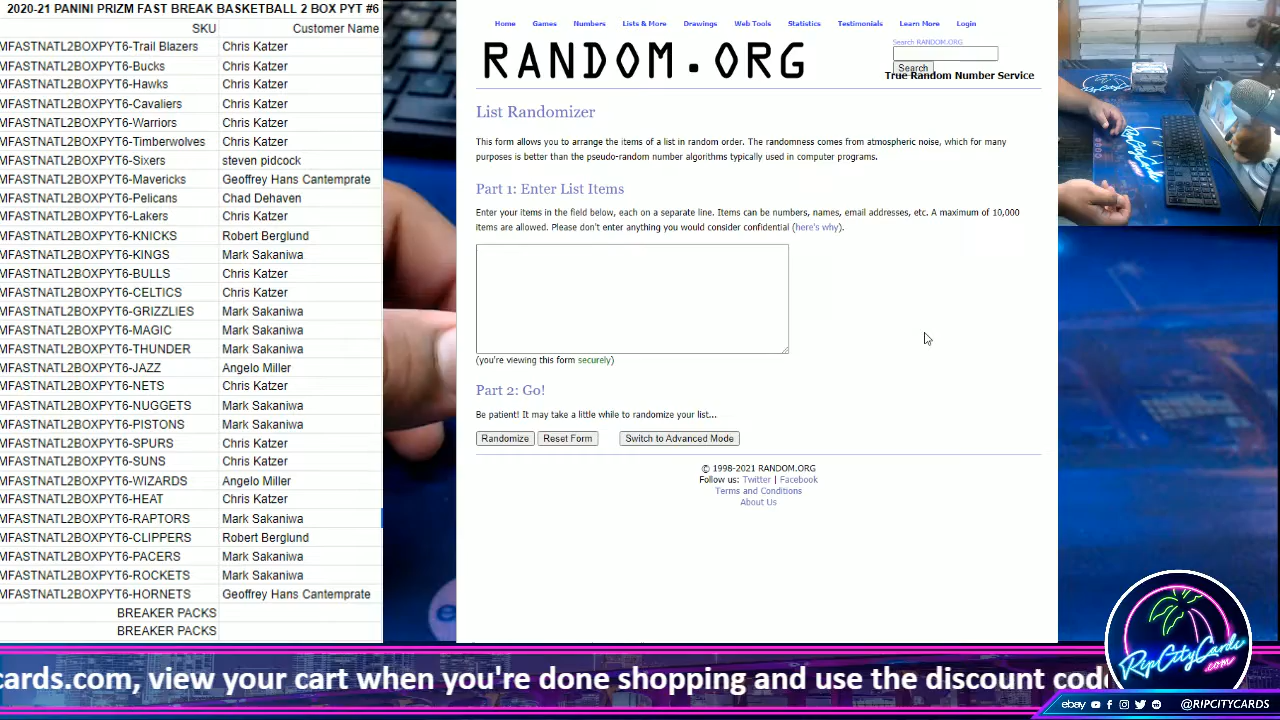 2020-21 PANINI PRIZM FAST BREAK BASKETBALL 2 BOX PYT #6
SKU Customer Name
MFASTNATL2BOXPYT6-Trail Blazers Chris Katzer
MFASTNATL2BOXPYT6-Bucks Chris Katzer
MFASTNATL2BOXPYT6-Hawks Chris Katzer
MFASTNATL2BOXPYT6-Cavaliers Chris Katzer
MFASTNATL2BOXPYT6-Warriors Chris Katzer
MFASTNATL2BOXPYT6-Timberwolves Chris Katzer
MFASTNATL2BOXPYT6-Sixers steven pidcock
MFASTNATL2BOXPYT6-Mavericks Geoffrey Hans Cantemprate
MFASTNATL2BOXPYT6-Pelicans Chad Dehaven
MFASTNATL2BOXPYT6-Lakers Chris Katzer
MFASTNATL2BOXPYT6-KNICKS Robert Berglund
MFASTNATL2BOXPYT6-KINGS Mark Sakaniwa
MFASTNATL2BOXPYT6-BULLS Chris Katzer
MFASTNATL2BOXPYT6-CELTICS Chris Katzer
MFASTNATL2BOXPYT6-GRIZZLIES Mark Sakaniwa
MFASTNATL2BOXPYT6-MAGIC Mark Sakaniwa
MFASTNATL2BOXPYT6-THUNDER Mark Sakaniwa
MFASTNATL2BOXPYT6-JAZZ Angelo Miller
MFASTNATL2BOXPYT6-NETS Chris Katzer
MFASTNATL2BOXPYT6-NUGGETS Mark Sakaniwa
MFASTNATL2BOXPYT6-PISTONS Mark Sakaniwa
MFASTNATL2BOXPYT6-SPURS Chris Katzer
MFASTNATL2BOXPYT6-SUNS Chris Katzer
MFASTNATL2BOXPYT6-WIZARDS Angelo Miller
MFASTNATL2BOXPYT6-HEAT Chris Katzer
MFASTNATL2BOXPYT6-RAPTORS Mark Sakaniwa
MFASTNATL2BOXPYT6-CLIPPERS Robert Berglund
MFASTNATL2BOXPYT6-PACERS Mark Sakaniwa
MFASTNATL2BOXPYT6-ROCKETS Mark Sakaniwa
MFASTNATL2BOXPYT6-HORNETS Geoffrey Hans Cantemprate
BREAKER PACKS
BREAKER PACKS
Home Games Numbers Lists & More Drawings Web Tools Statistics Testimonials Learn More Login
RANDOM.ORG
Search RANDOM.ORG
Search
True Random Number Service
List Randomizer
This form allows you to arrange the items of a list in random order. The randomness comes from atmospheric noise, which for many
purposes is better than the pseudo-random number algorithms typically used in computer programs.
Part 1: Enter List Items
Enter your items in the field below, each on a separate line. Items can be numbers, names, email addresses, etc. A maximum of 10,000
items are allowed. Please don't enter anything you would consider confidential (here's why).
(you're viewing this form securely)
Part 2: Go!
Be patient! It may take a little while to randomize your list...
Randomize Reset Form Switch to Advanced Mode
© 1998-2021 RANDOM.ORG
Follow us: Twitter | Facebook
Terms and Conditions
About Us
cards.com, view your cart when you're done shopping and use the discount code
RipCityCards
.com
ebay @RIPCITYCARDS